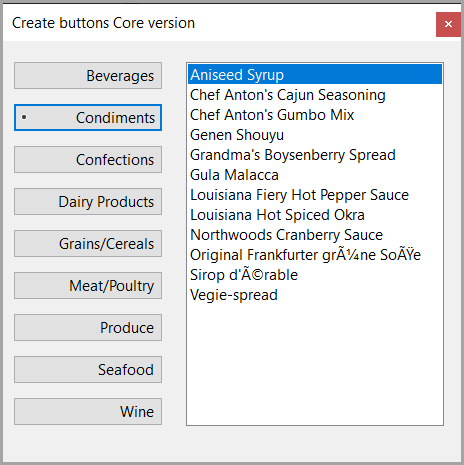 Create buttons Core version
Beverages
Condiments
Confections
Dairy Products
Grains/Cereals
Meat/Poultry
Produce
Seafood
Wine
Aniseed Syrup
Chef Anton's Cajun Seasoning
Chef Anton's Gumbo Mix
Genen Shouyu
Grandma's Boysenberry Spread
Gula Malacca
Louisiana Fiery Hot Pepper Sauce
Louisiana Hot Spiced Okra
Northwoods Cranberry Sauce
Original Frankfurter grÃ¼ne SoÃŸe
Sirop d'Ã©rable
Vegie-spread